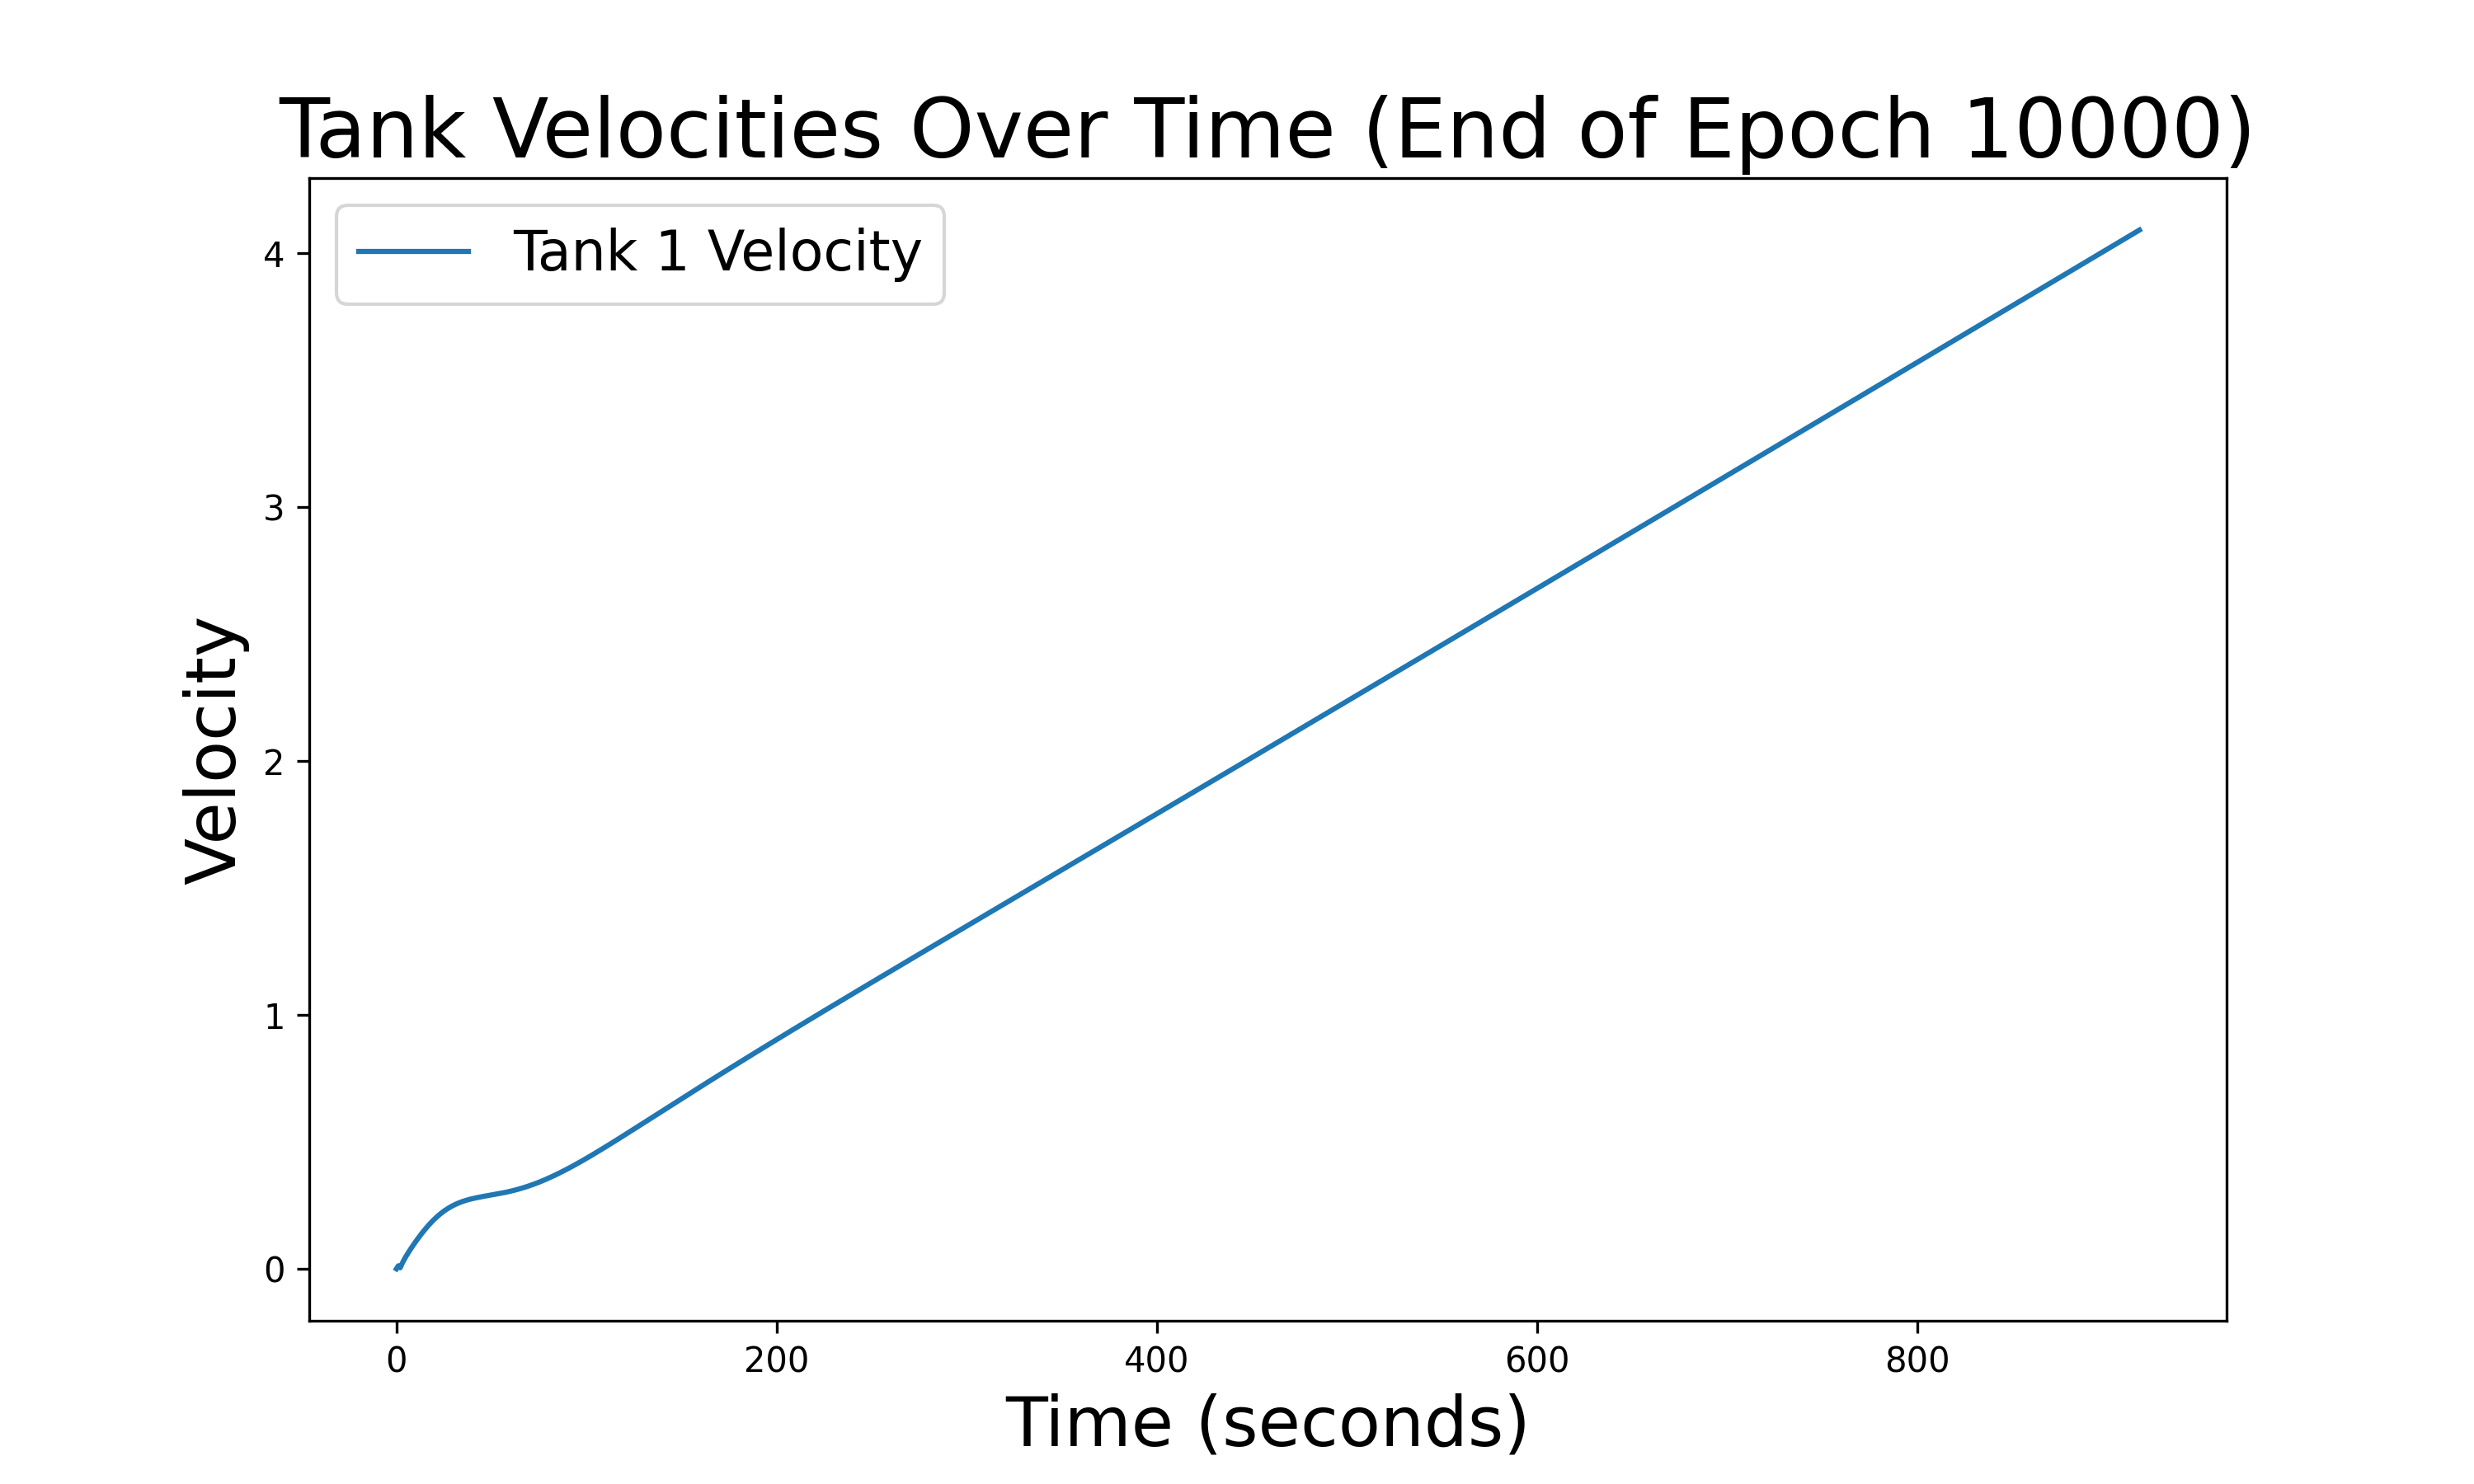 Tank Velocities Over Time (End of Epoch 10000)
Tank 1 Velocity
Velocity
4
3
2
1
0
0 200 400 600 800
Time (seconds)